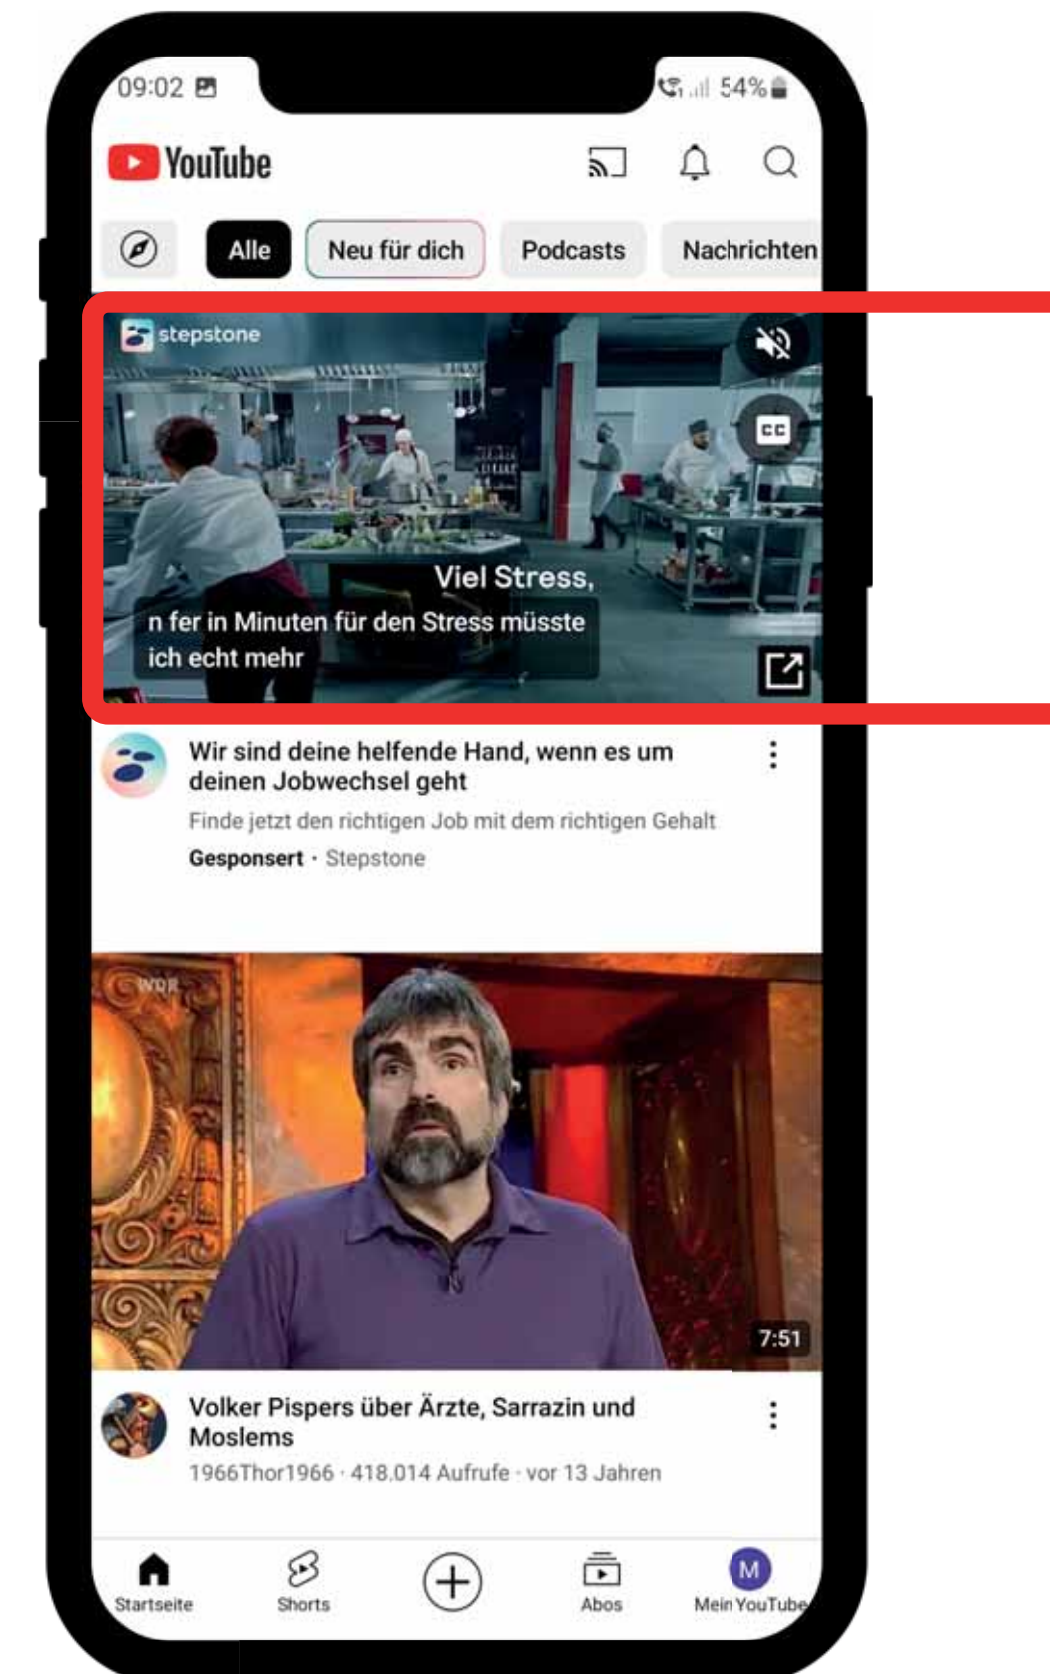 09:02 54%
YouTube
Alle Neu für dich Podcasts Nachrichten
stepstone
CC
Viel Stress,
n fer in Minuten für den Stress müsste
ich echt mehr
Wir sind deine helfende Hand, wenn es um
deinen Jobwechsel geht
Finde jetzt den richtigen Job mit dem richtigen Gehalt
Gesponsert · Stepstone
WDR
7:51
Volker Pispers über Ärzte, Sarrazin und
Moslems
1966Thor1966 · 418.014 Aufrufe · vor 13 Jahren
M
Startseite Shorts Abos Mein YouTube